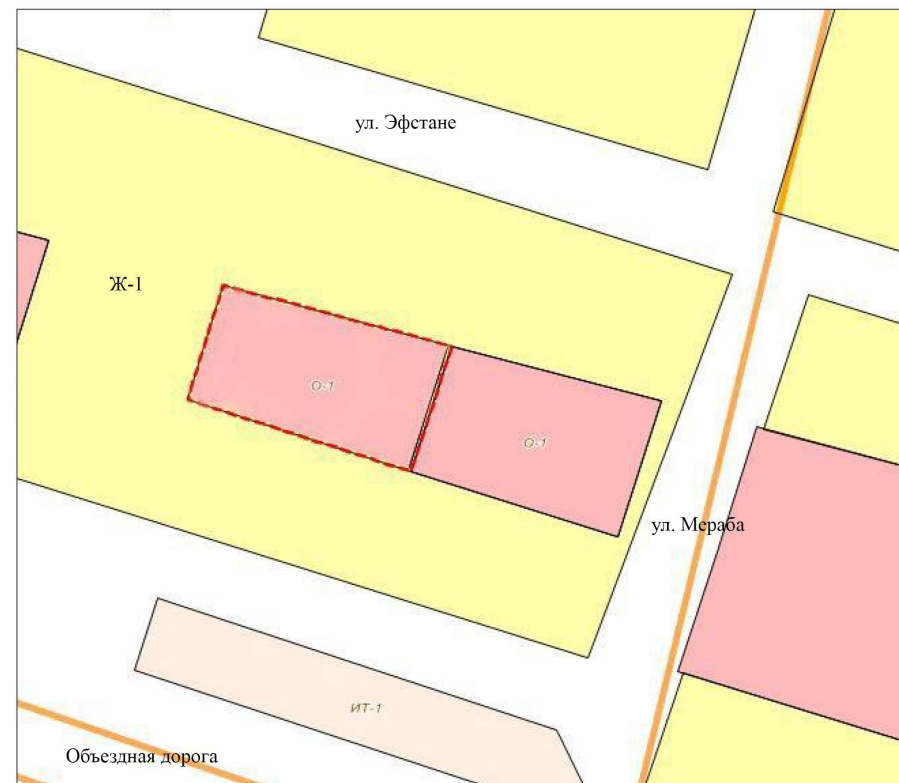 ул. Эфстане
Ж-1
О-1
О-1
ул. Мераба
ИТ-1
Объездная дорога